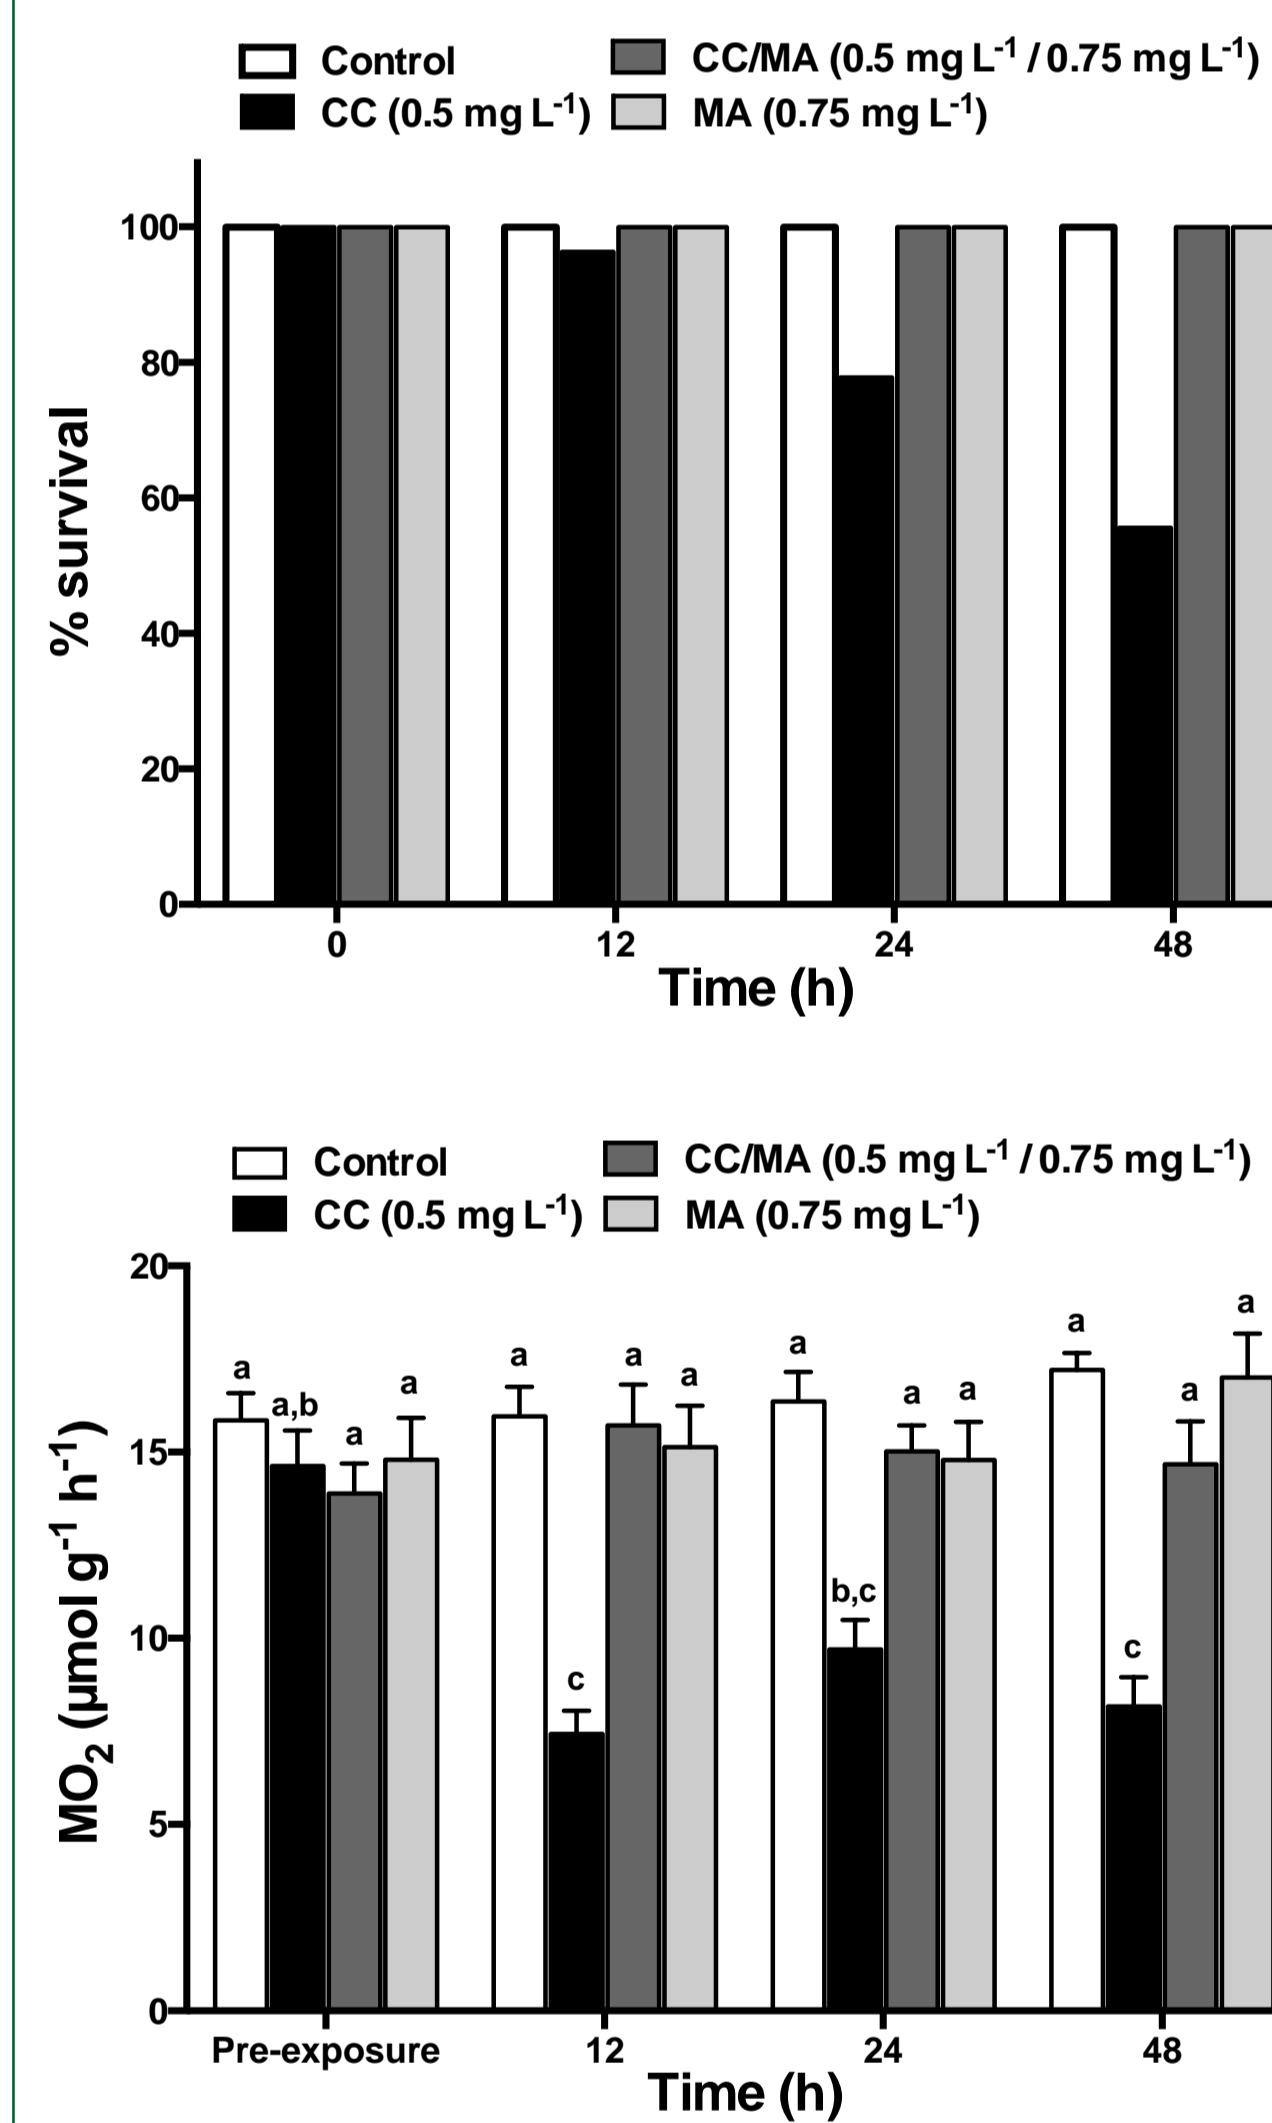 Control CC/MA (0.5 mg L⁻¹ / 0.75 mg L⁻¹)
CC (0.5 mg L⁻¹) MA (0.75 mg L⁻¹)
100
80
60
40
20
0
% survival
0 12 24 48
Time (h)
Control CC/MA (0.5 mg L⁻¹ / 0.75 mg L⁻¹)
CC (0.5 mg L⁻¹) MA (0.75 mg L⁻¹)
20
15
10
5
0
MO₂ (µmol g⁻¹ h⁻¹)
a a,b a a
a c a a
a b,c a a
a c a a
Pre-exposure 12 24 48
Time (h)